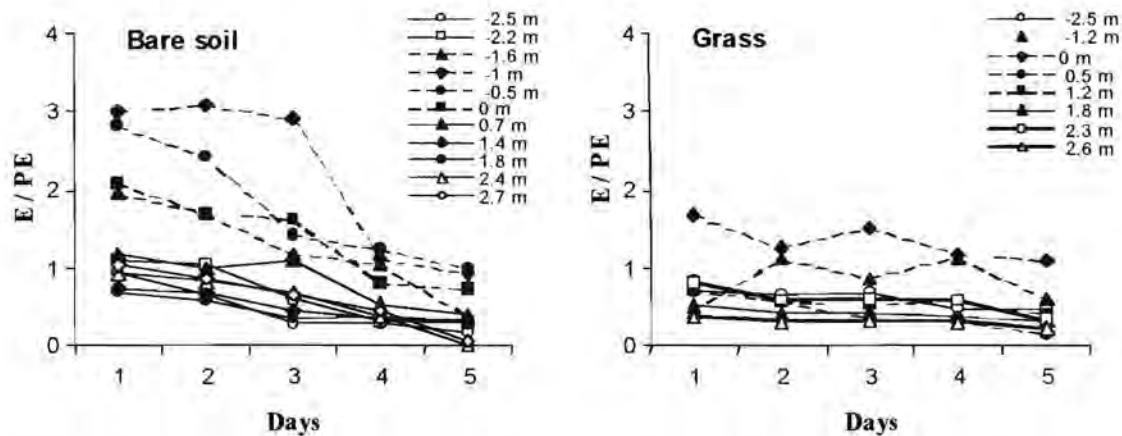 Bare soil
-2.5 m
-2.2 m
-1.6 m
-1 m
-0.5 m
0 m
0.7 m
1.4 m
1.8 m
2.4 m
2.7 m
E / PE
4
3
2
1
0
1 2 3 4 5
Days
Grass
-2.5 m
-1.2 m
0 m
0.5 m
1.2 m
1.8 m
2.3 m
2.6 m
E / PE
4
3
2
1
0
1 2 3 4 5
Days